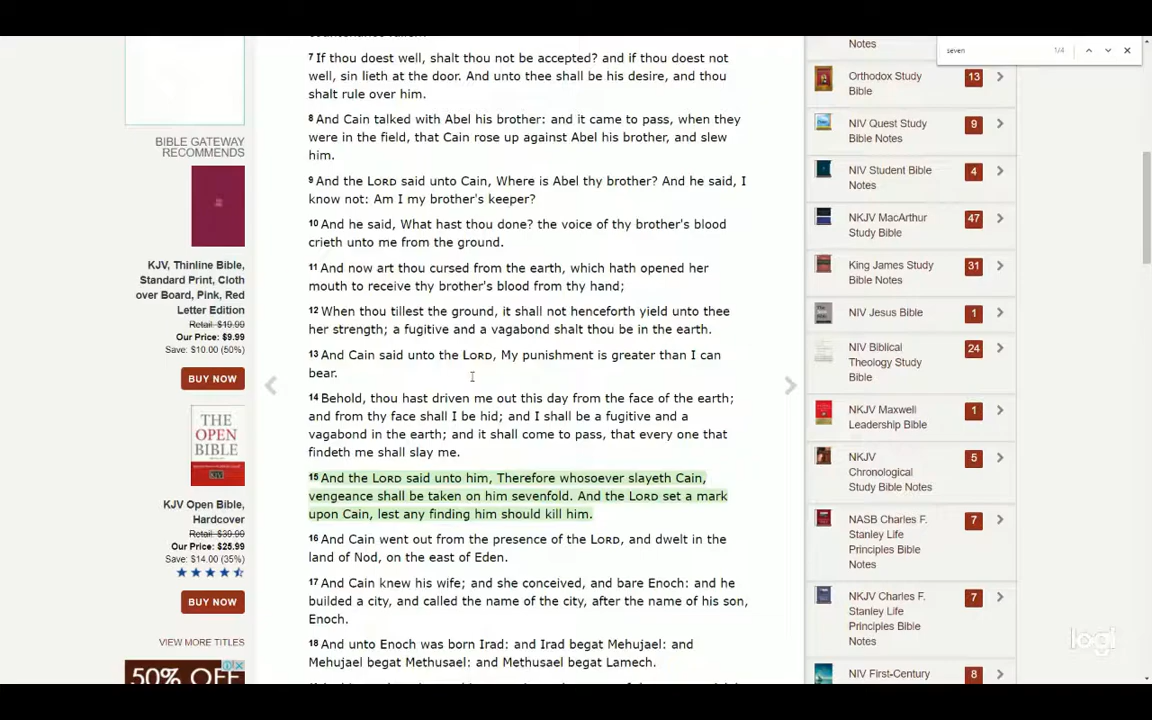 seven
1/4
BIBLE GATEWAY
RECOMMENDS
KJV, Thinline Bible,
Standard Print, Cloth
over Board, Pink, Red
Letter Edition
Retail: $19.99
Our Price: $9.99
Save: $10.00 (50%)
BUY NOW
THE
OPEN
BIBLE
KJV Open Bible,
Hardcover
Retail: $39.99
Our Price: $25.99
Save: $14.00 (35%)
BUY NOW
VIEW MORE TITLES
50% OFF
7 If thou doest well, shalt thou not be accepted? and if thou doest not
well, sin lieth at the door. And unto thee shall be his desire, and thou
shalt rule over him.
8 And Cain talked with Abel his brother: and it came to pass, when they
were in the field, that Cain rose up against Abel his brother, and slew
him.
9 And the LORD said unto Cain, Where is Abel thy brother? And he said, I
know not: Am I my brother's keeper?
10 And he said, What hast thou done? the voice of thy brother's blood
crieth unto me from the ground.
11 And now art thou cursed from the earth, which hath opened her
mouth to receive thy brother's blood from thy hand;
12 When thou tillest the ground, it shall not henceforth yield unto thee
her strength; a fugitive and a vagabond shalt thou be in the earth.
13 And Cain said unto the LORD, My punishment is greater than I can
bear.
14 Behold, thou hast driven me out this day from the face of the earth;
and from thy face shall I be hid; and I shall be a fugitive and a
vagabond in the earth; and it shall come to pass, that every one that
findeth me shall slay me.
15 And the LORD said unto him, Therefore whosoever slayeth Cain,
vengeance shall be taken on him sevenfold. And the LORD set a mark
upon Cain, lest any finding him should kill him.
16 And Cain went out from the presence of the LORD, and dwelt in the
land of Nod, on the east of Eden.
17 And Cain knew his wife; and she conceived, and bare Enoch: and he
builded a city, and called the name of the city, after the name of his son,
Enoch.
18 And unto Enoch was born Irad: and Irad begat Mehujael: and
Mehujael begat Methusael: and Methusael begat Lamech.
Notes
Orthodox Study
Bible
13
NIV Quest Study
Bible Notes
9
NIV Student Bible
Notes
4
NKJV MacArthur
Study Bible
47
King James Study
Bible Notes
31
NIV Jesus Bible
1
NIV Biblical
Theology Study
Bible
24
NKJV Maxwell
Leadership Bible
1
NKJV
Chronological
Study Bible Notes
5
NASB Charles F.
Stanley Life
Principles Bible
Notes
7
NKJV Charles F.
Stanley Life
Principles Bible
Notes
7
NIV First-Century
8
logi